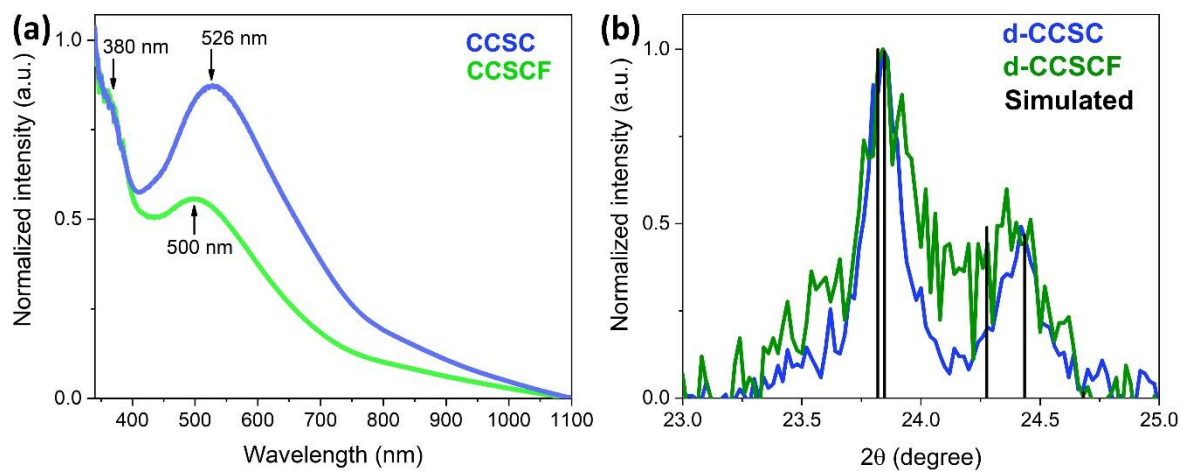 (a)
380 nm
526 nm
CCSC
CCSCF
500 nm
1.0
0.5
0.0
Normalized intensity (a.u.)
400 500 600 700 800 900 1000 1100
Wavelength (nm)
(b)
d-CCSC
d-CCSCF
Simulated
1.0
0.5
0.0
Normalized intensity (a.u.)
23.0 23.5 24.0 24.5 25.0
2θ (degree)